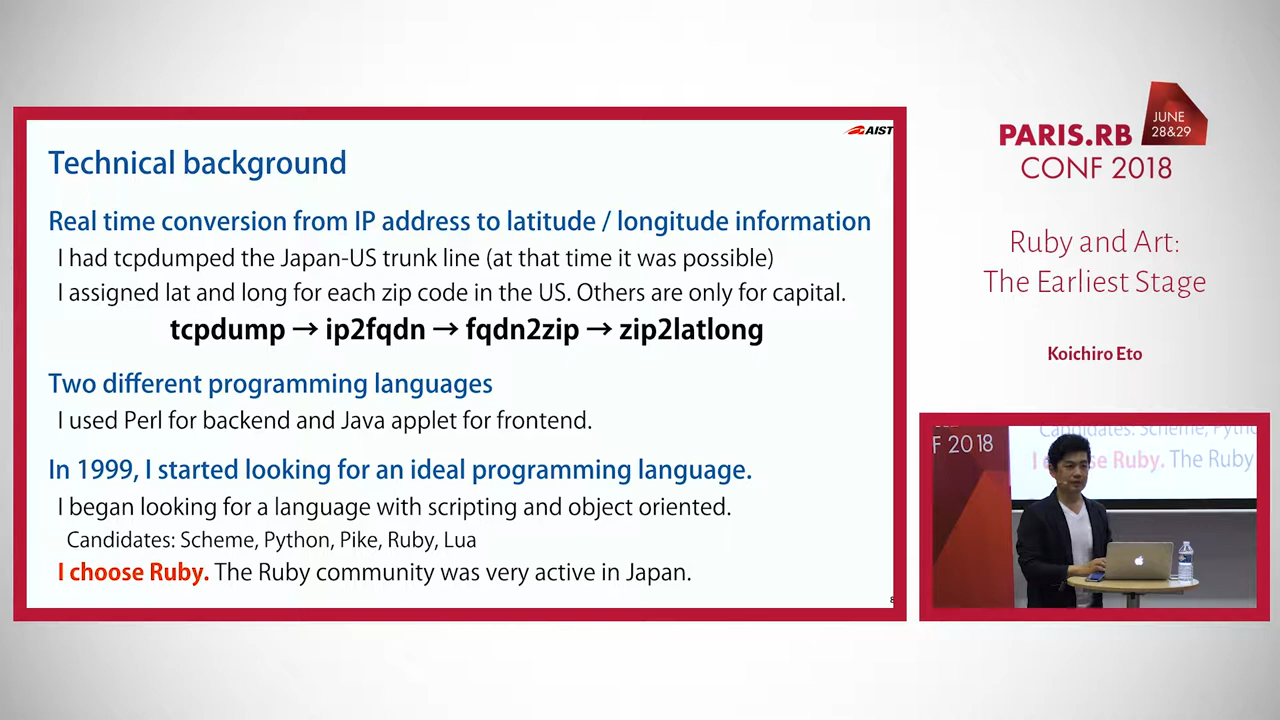 AIST
Technical background
Real time conversion from IP address to latitude / longitude information
I had tcpdumped the Japan-US trunk line (at that time it was possible)
I assigned lat and long for each zip code in the US. Others are only for capital.
tcpdump → ip2fqdn → fqdn2zip → zip2latlong
Two different programming languages
I used Perl for backend and Java applet for frontend.
In 1999, I started looking for an ideal programming language.
I began looking for a language with scripting and object oriented.
Candidates: Scheme, Python, Pike, Ruby, Lua
I choose Ruby. The Ruby community was very active in Japan.
8
PARIS.RB
JUNE
28&29
CONF 2018
Ruby and Art:
The Earliest Stage
Koichiro Eto
F 2018
Candidates: Scheme, Pytho
I c se Ruby. The Ruby